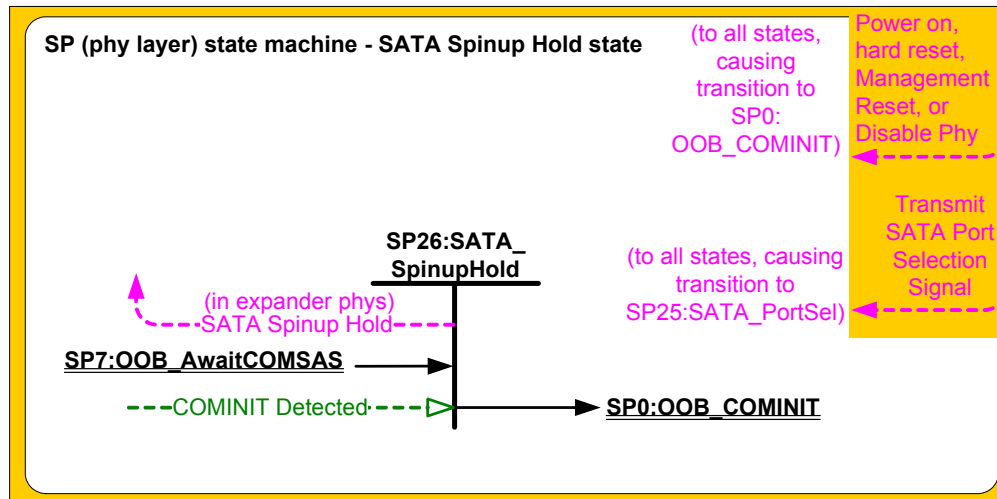 SP (phy layer) state machine - SATA Spinup Hold state
(to all states,
causing
transition to
SP0:
OOB_COMINIT)
Power on,
hard reset,
Management
Reset, or
Disable Phy
Transmit
SATA Port
Selection
Signal
(to all states, causing
transition to
SP25:SATA_PortSel)
SP26:SATA_
SpinupHold
(in expander phys)
SATA Spinup Hold
SP7:OOB_AwaitCOMSAS
COMINIT Detected
SP0:OOB_COMINIT